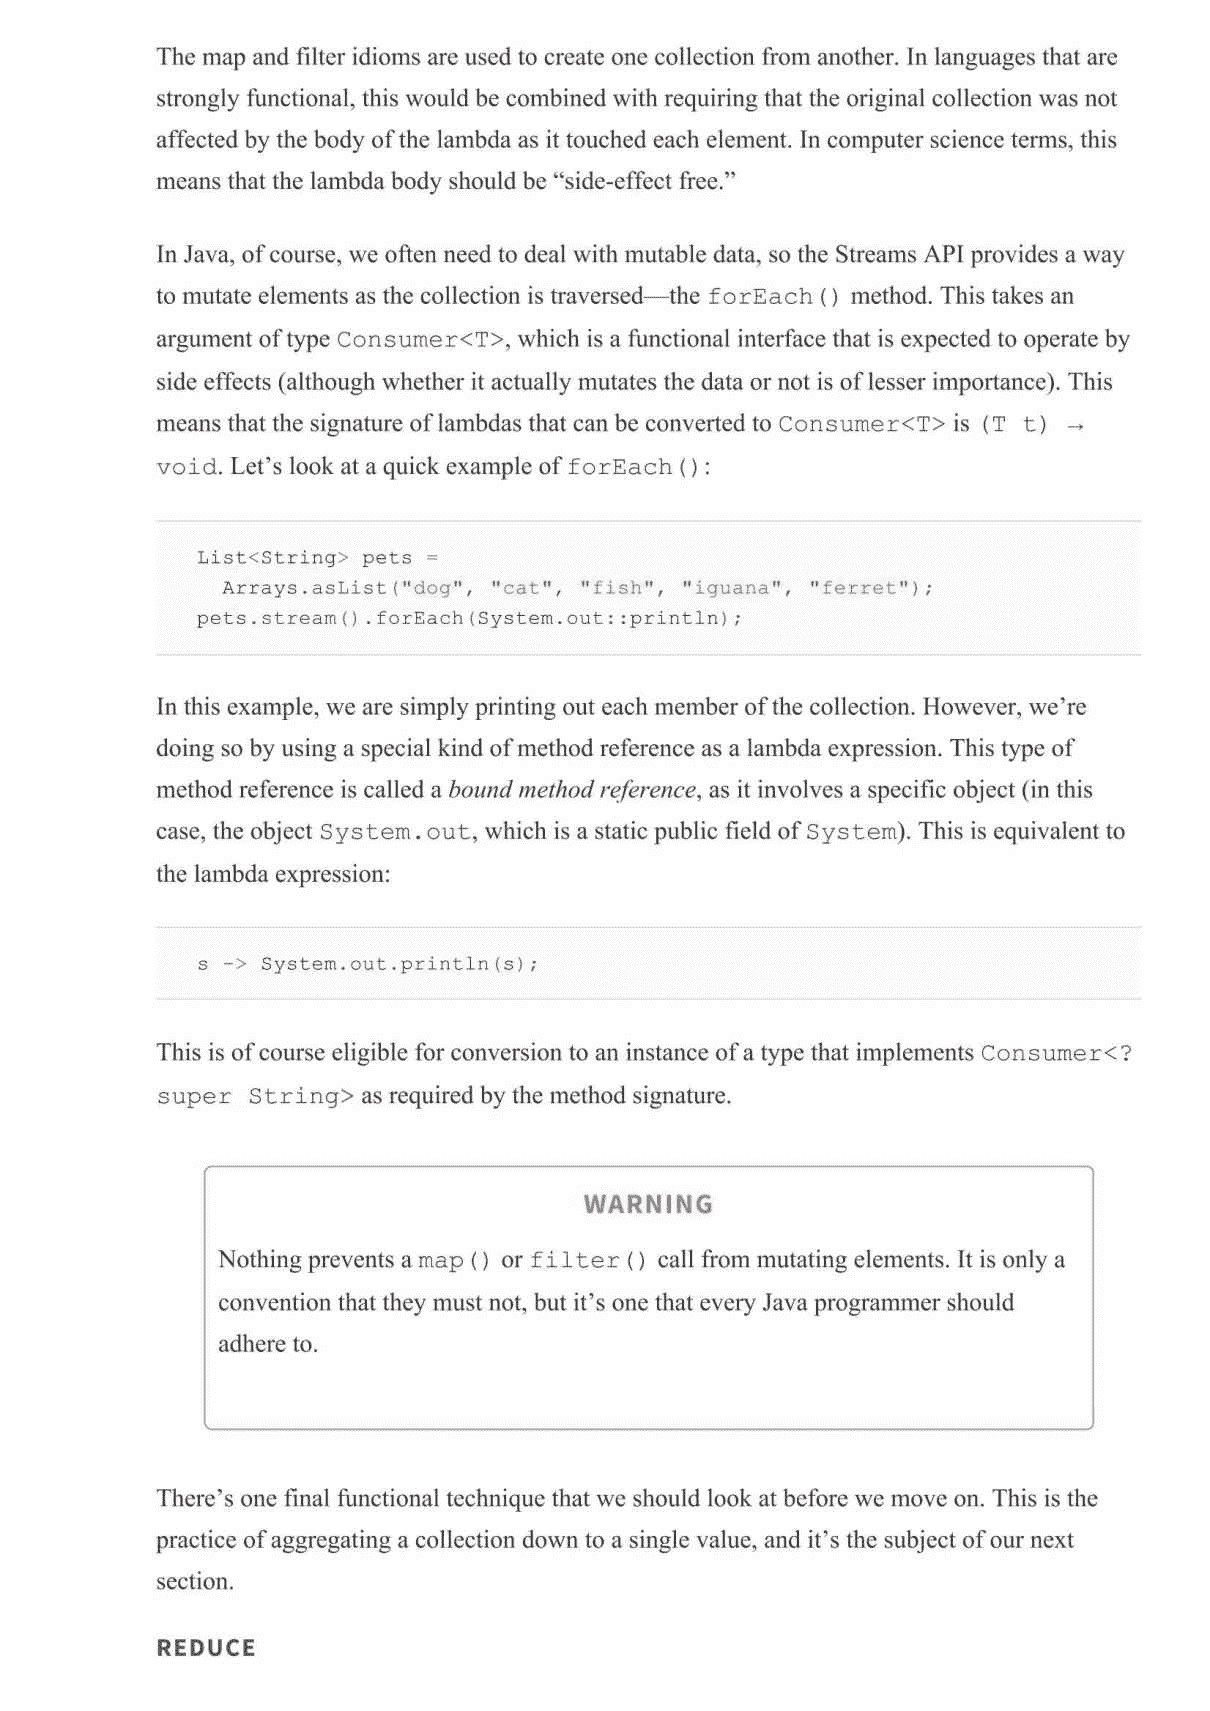 The map and filter idioms are used to create one collection from another. In languages that are
strongly functional, this would be combined with requiring that the original collection was not
affected by the body of the lambda as it touched each element. In computer science terms, this
means that the lambda body should be “side-effect free.”
In Java, of course, we often need to deal with mutable data, so the Streams API provides a way
to mutate elements as the collection is traversed—the forEach() method. This takes an
argument of type Consumer<T>, which is a functional interface that is expected to operate by
side effects (although whether it actually mutates the data or not is of lesser importance). This
means that the signature of lambdas that can be converted to Consumer<T> is (T t) →
void. Let’s look at a quick example of forEach():
List<String> pets =
  Arrays.asList("dog", "cat", "fish", "iguana", "ferret");
pets.stream().forEach(System.out::println);
In this example, we are simply printing out each member of the collection. However, we’re
doing so by using a special kind of method reference as a lambda expression. This type of
method reference is called a bound method reference, as it involves a specific object (in this
case, the object System.out, which is a static public field of System). This is equivalent to
the lambda expression:
s -> System.out.println(s);
This is of course eligible for conversion to an instance of a type that implements Consumer<?
super String> as required by the method signature.
WARNING
Nothing prevents a map() or filter() call from mutating elements. It is only a
convention that they must not, but it’s one that every Java programmer should
adhere to.
There’s one final functional technique that we should look at before we move on. This is the
practice of aggregating a collection down to a single value, and it’s the subject of our next
section.
REDUCE